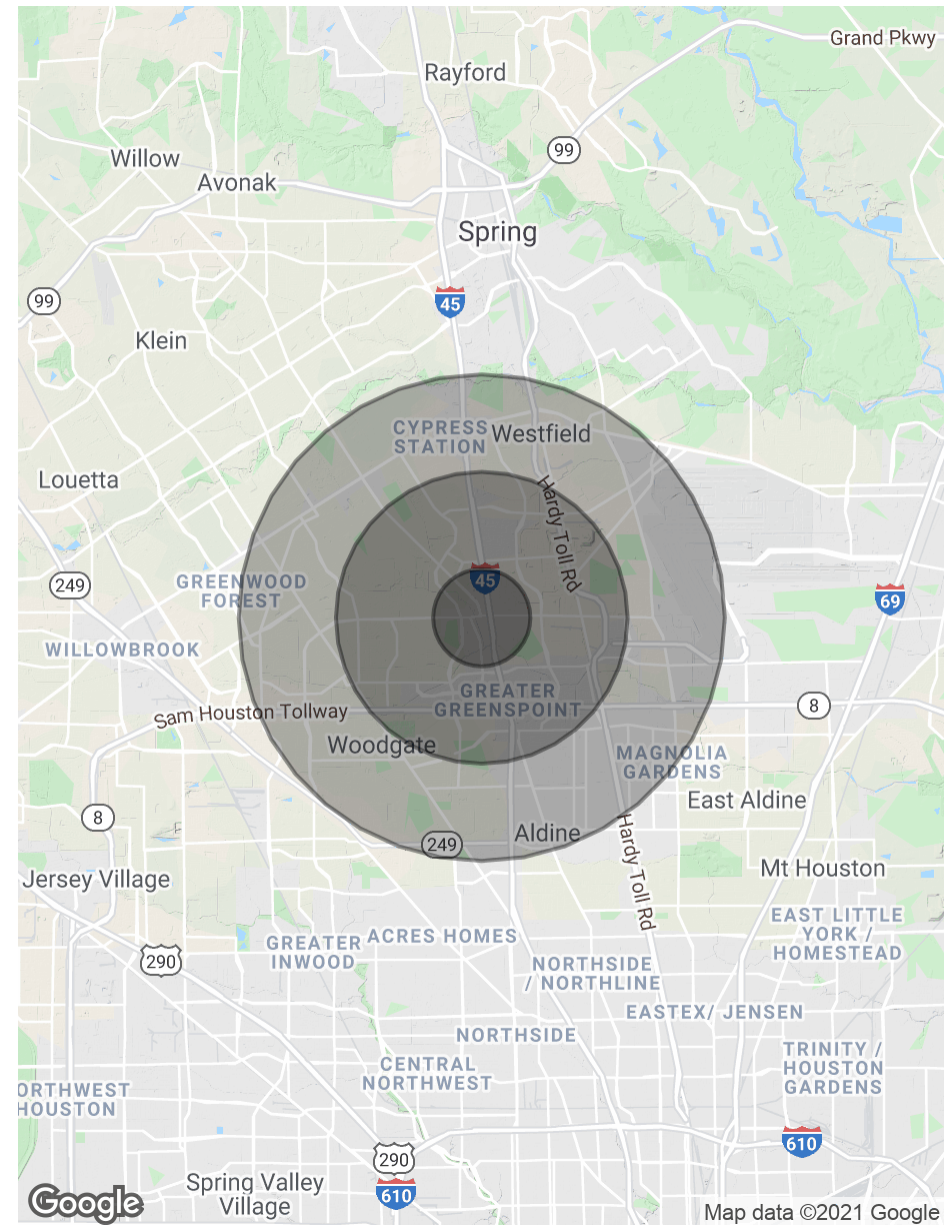 Grand Pkwy
Rayford
99
Willow
Avonak
Spring
99
45
Klein
CYPRESS
STATION
Westfield
Louetta
Hardy Toll Rd
249
GREENWOOD
FOREST
45
69
WILLOWBROOK
GREATER
GREENSPOINT
8
Sam Houston Tollway
Woodgate
MAGNOLIA
GARDENS
East Aldine
8
Aldine
249
Hardy Toll Rd
Jersey Village
Mt Houston
EAST LITTLE
YORK /
HOMESTEAD
290
GREATER
INWOOD
ACRES HOMES
NORTHSIDE
/ NORTHLINE
EASTEX/ JENSEN
NORTHSIDE
TRINITY /
HOUSTON
GARDENS
CENTRAL
NORTHWEST
ORTHWEST
HOUSTON
610
290
610
Spring Valley
Village
Google
Map data ©2021 Google